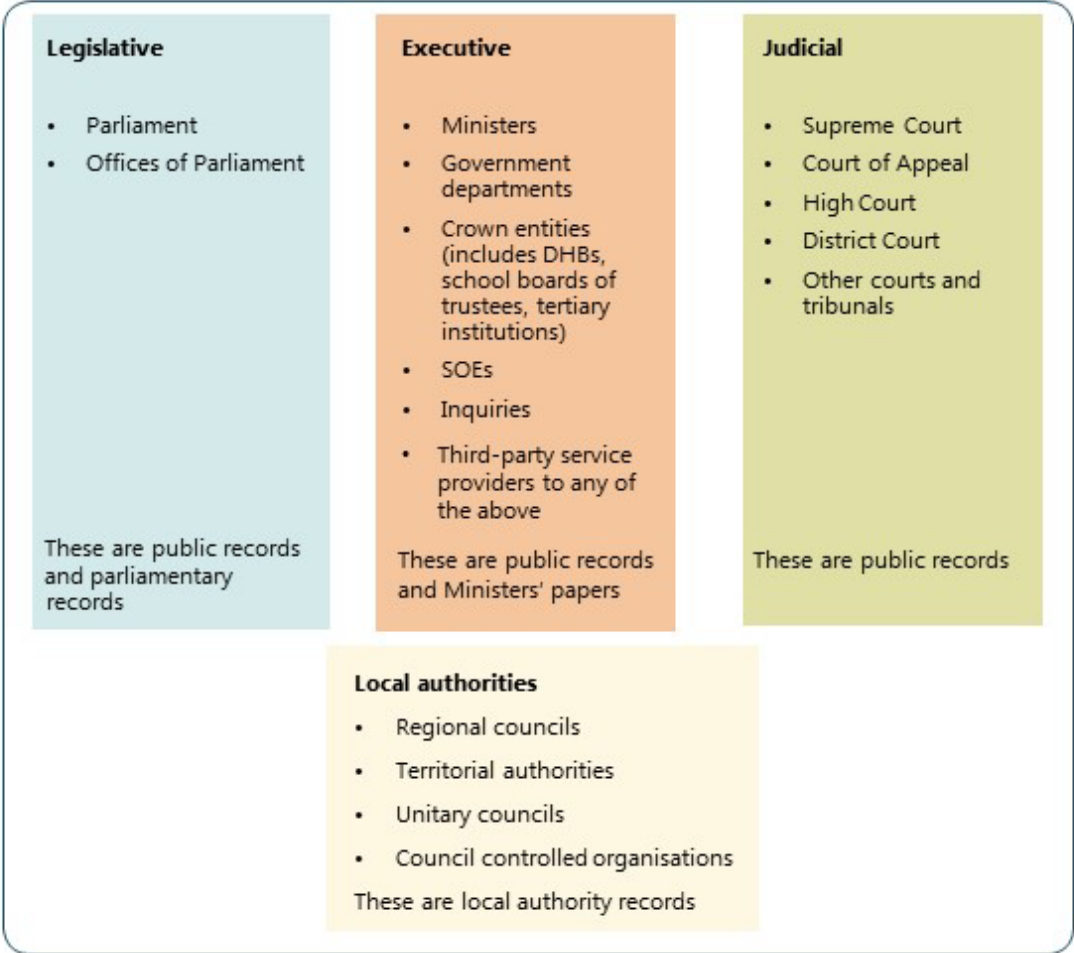 Legislative
• Parliament
• Offices of Parliament
These are public records
and parliamentary
records
Executive
• Ministers
• Government
departments
• Crown entities
(includes DHBs,
school boards of
trustees, tertiary
institutions)
• SOEs
• Inquiries
• Third-party service
providers to any of
the above
These are public records
and Ministers' papers
Judicial
• Supreme Court
• Court of Appeal
• High Court
• District Court
• Other courts and
tribunals
These are public records
Local authorities
• Regional councils
• Territorial authorities
• Unitary councils
• Council controlled organisations
These are local authority records